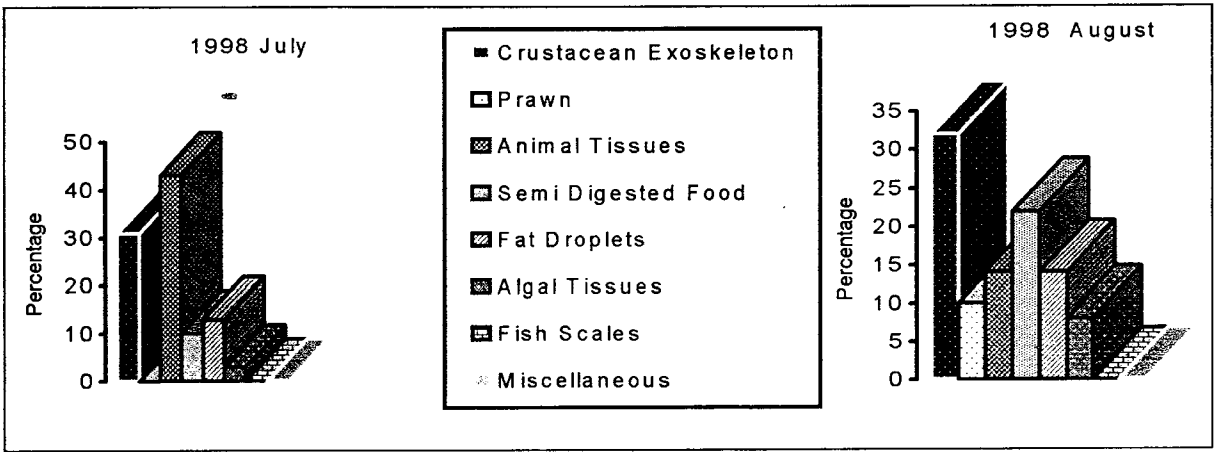 1998 July
Percentage
50
40
30
20
10
0
Crustacean Exoskeleton
Prawn
Animal Tissues
Semi Digested Food
Fat Droplets
Algal Tissues
Fish Scales
Miscellaneous
1998 August
Percentage
35
30
25
20
15
10
5
0